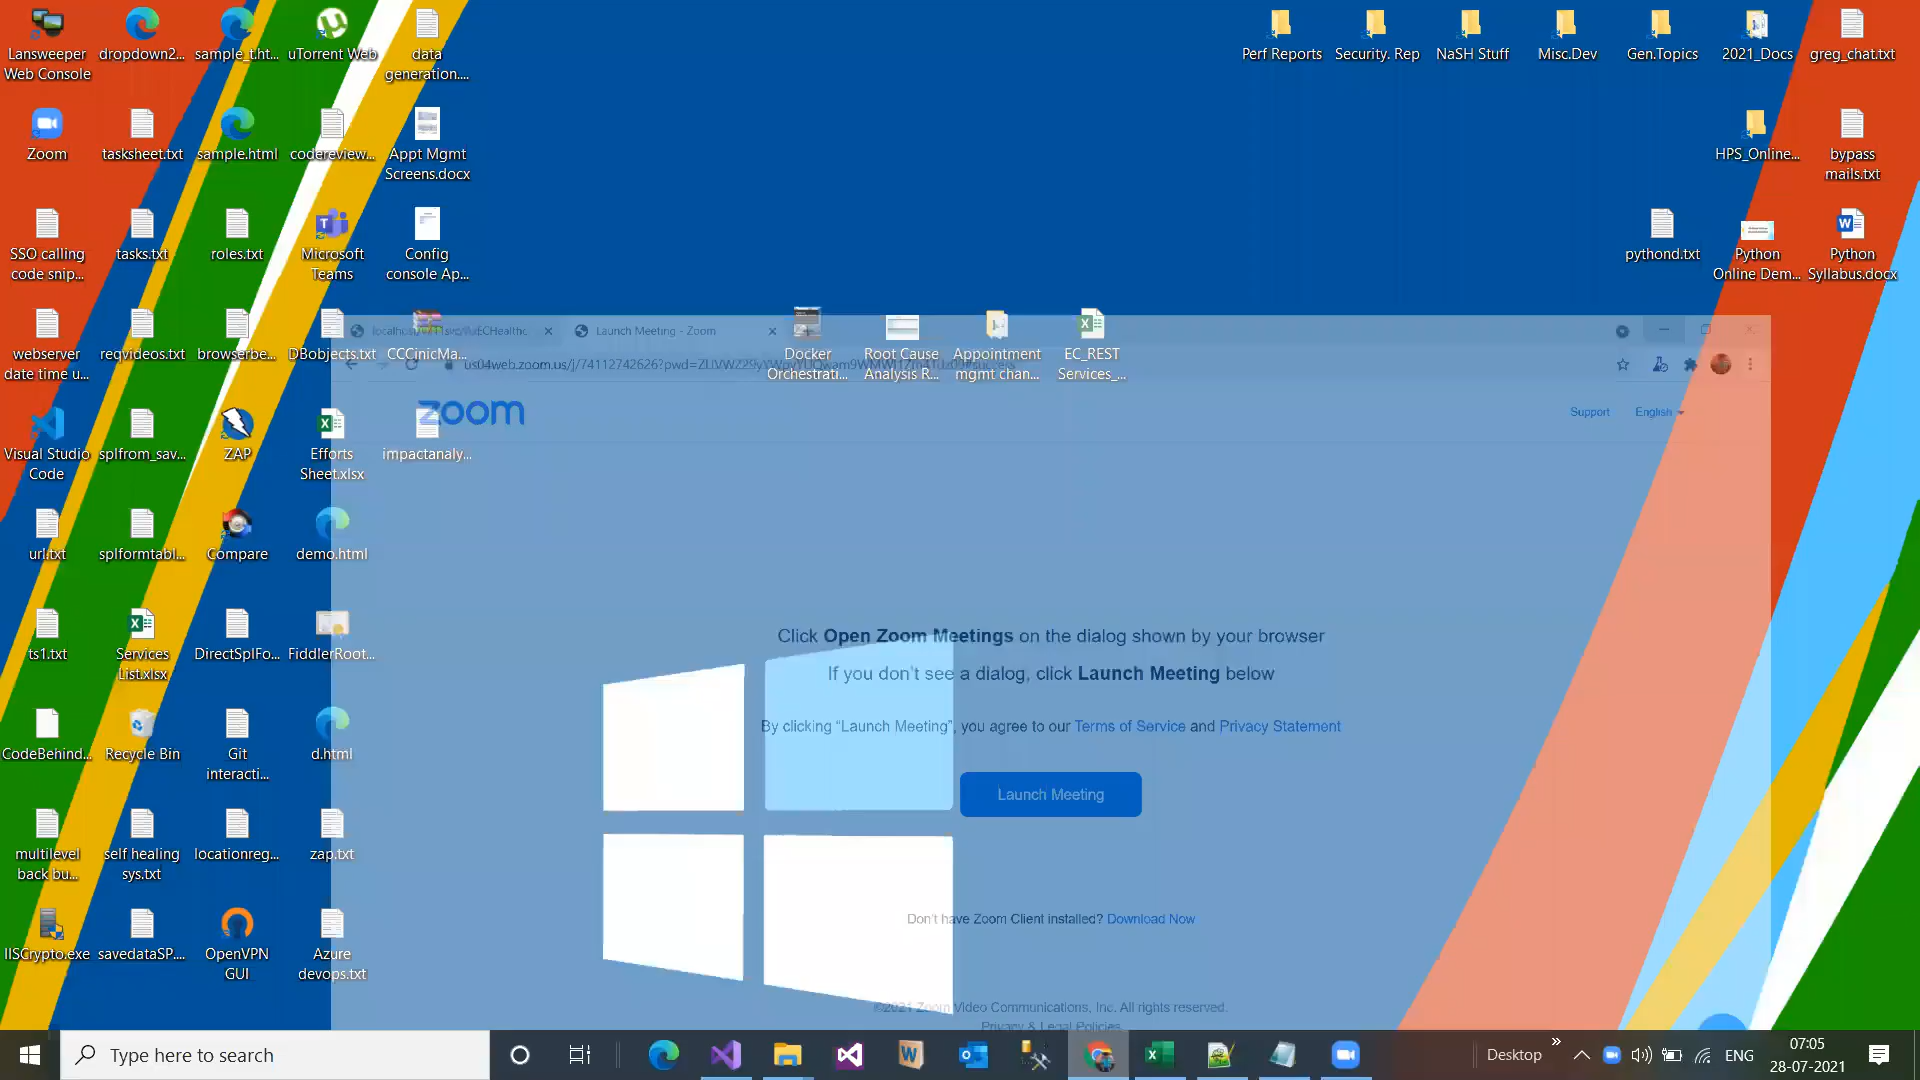 Lansweeper
Web Console
dropdown2...
sample_t.ht...
uTorrent Web
data
generation....
Perf Reports
Security. Rep
NaSH Stuff
Misc.Dev
Gen.Topics
2021_Docs
greg_chat.txt
Zoom
tasksheet.txt
sample.html
codereview...
Appt Mgmt
Screens.docx
HPS_Online...
bypass
mails.txt
SSO calling
code snip...
tasks.txt
roles.txt
Microsoft
Teams
Config
console Ap...
pythond.txt
Python
Online Dem...
Python
Syllabus.docx
Launch Meeting - Zoom
webserver
date time u...
reqvideos.txt
browserbe...
DBobjects.txt
CCCinicMa...
Docker
Orchestrati...
Root Cause
Analysis R...
Appointment
mgmt chan...
EC_REST
Services_...
zoom
Support
English
Visual Studio
Code
splfrom_sav...
ZAP
Efforts
Sheet.xlsx
impactanaly...
url.txt
splformtabl...
Compare
demo.html
ts1.txt
Services
List.xlsx
DirectSplFo...
FiddlerRoot...
Click Open Zoom Meetings on the dialog shown by your browser
If you don't see a dialog, click Launch Meeting below
By clicking “Launch Meeting”, you agree to our Terms of Service and Privacy Statement
CodeBehind...
Recycle Bin
Git
interacti...
d.html
Launch Meeting
multilevel
back bu...
self healing
sys.txt
locationreg...
zap.txt
Don't have Zoom Client installed? Download Now
IISCrypto.exe
savedataSP....
OpenVPN
GUI
Azure
devops.txt
©2021 Zoom Video Communications, Inc. All rights reserved.
Privacy & Legal Policies
Type here to search
Desktop
ENG
07:05
28-07-2021